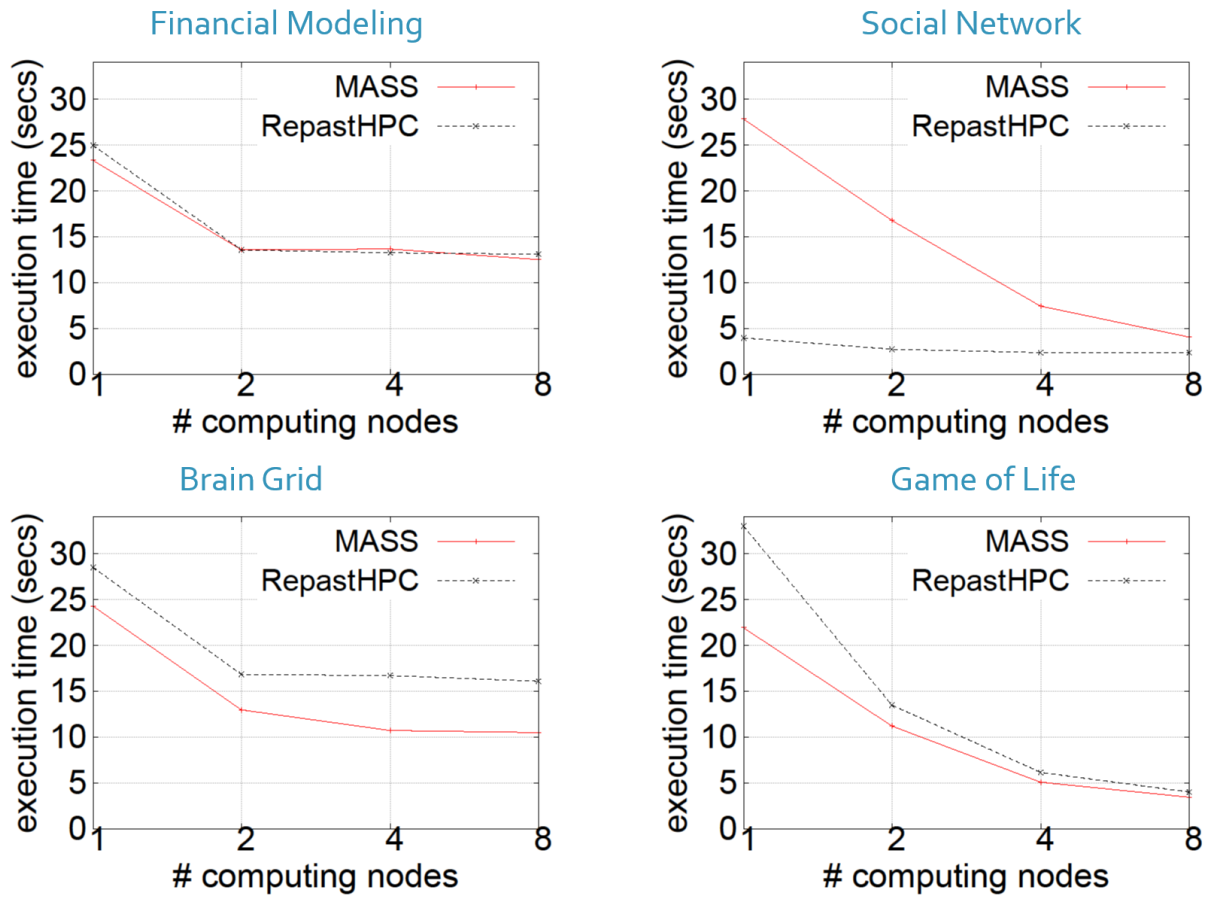 Financial Modeling
execution time (secs)
30
25
20
15
10
5
0
MASS
RepastHPC
1 2 4 8
# computing nodes
Social Network
execution time (secs)
30
25
20
15
10
5
0
MASS
RepastHPC
1 2 4 8
# computing nodes
Brain Grid
execution time (secs)
30
25
20
15
10
5
0
MASS
RepastHPC
1 2 4 8
# computing nodes
Game of Life
execution time (secs)
30
25
20
15
10
5
0
MASS
RepastHPC
1 2 4 8
# computing nodes